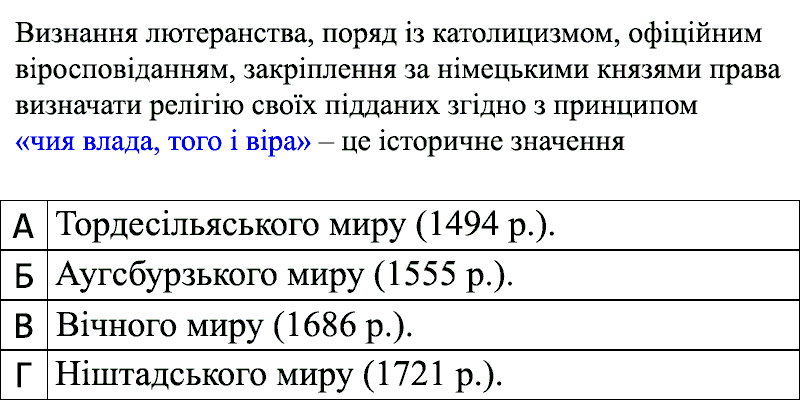 Визнання лютеранства, поряд із католицизмом, офіційним
віросповіданням, закріплення за німецькими князями права
визначати релігію своїх підданих згідно з принципом
«чия влада, того і віра» – це історичне значення
А Тордесільяського миру (1494 р.).
Б Аугсбурзького миру (1555 р.).
В Вічного миру (1686 р.).
Г Ніштадського миру (1721 р.).